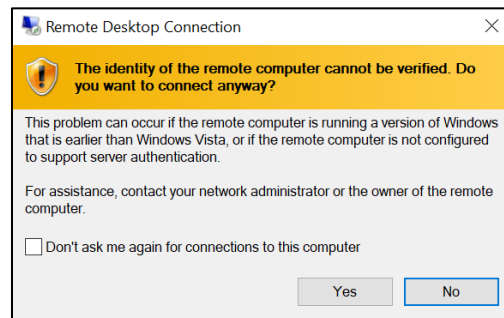 Remote Desktop Connection
The identity of the remote computer cannot be verified. Do
you want to connect anyway?
This problem can occur if the remote computer is running a version of Windows
that is earlier than Windows Vista, or if the remote computer is not configured
to support server authentication.
For assistance, contact your network administrator or the owner of the remote
computer.
Don't ask me again for connections to this computer
Yes
No